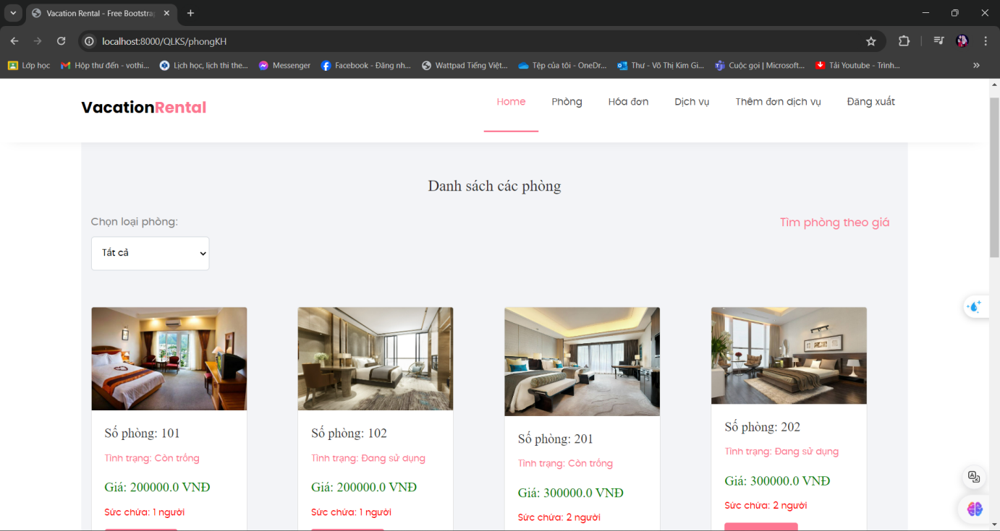 Vacation Rental - Free Bootstra
localhost:8000/QLKS/phongKH
Lớp học
Hộp thư đến - vothi...
Lịch học, lịch thi the...
Messenger
Facebook - Đăng nh...
Wattpad Tiếng Việt...
Tệp của tôi - OneDr...
Thư - Võ Thị Kim Gi...
Cuộc gọi | Microsoft...
Tải Youtube - Trình...
VacationRental
Home
Phòng
Hóa đơn
Dịch vụ
Thêm đơn dịch vụ
Đăng xuất
Danh sách các phòng
Chọn loại phòng:
Tìm phòng theo giá
Tất cả
Số phòng: 101
Tình trạng: Còn trống
Giá: 200000.0 VNĐ
Sức chứa: 1 người
Số phòng: 102
Tình trạng: Đang sử dụng
Giá: 200000.0 VNĐ
Sức chứa: 1 người
Số phòng: 201
Tình trạng: Còn trống
Giá: 300000.0 VNĐ
Sức chứa: 2 người
Số phòng: 202
Tình trạng: Đang sử dụng
Giá: 300000.0 VNĐ
Sức chứa: 2 người